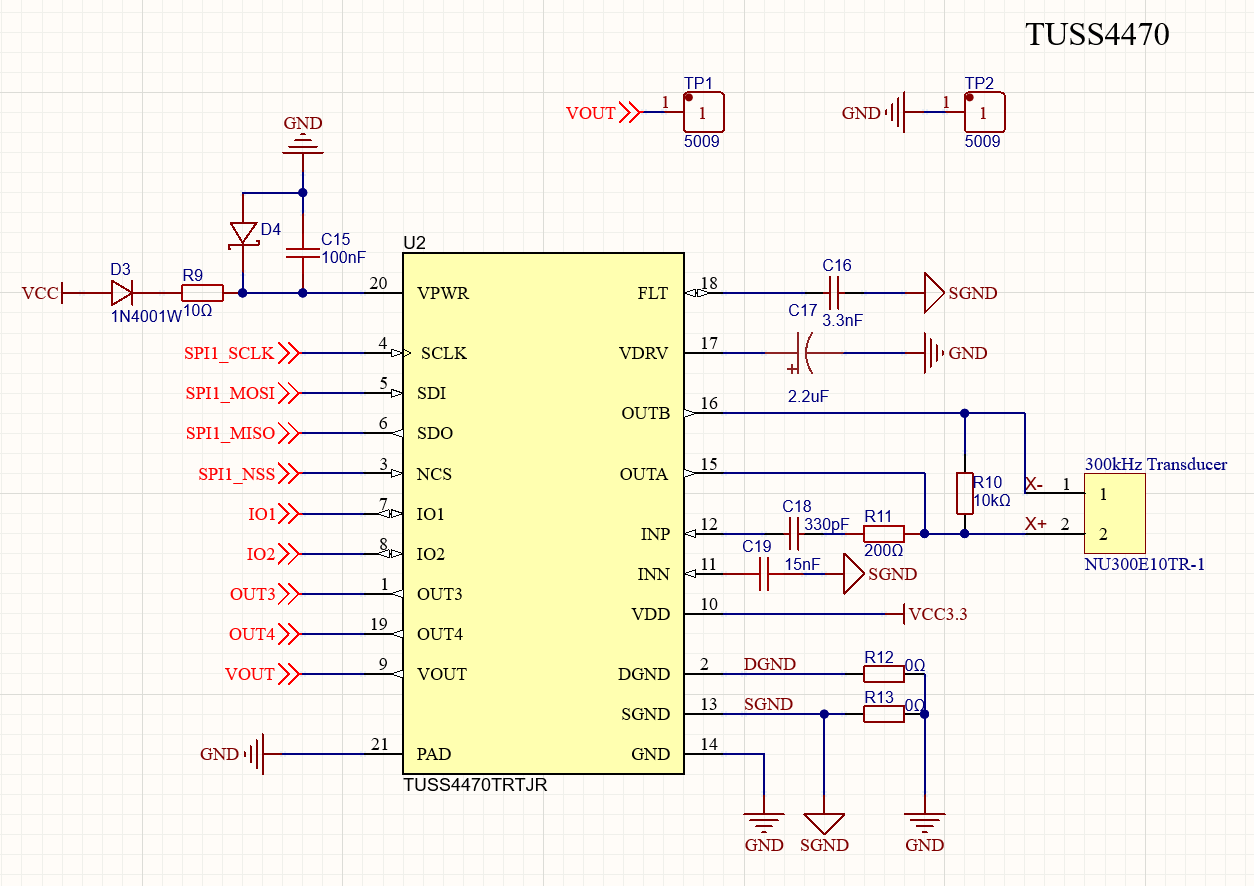 TUSS4470
TP1
TP2
VOUT
1
1
5009
GND
1
1
5009
GND
D4
C15
100nF
U2
VCC
D3
1N4001W
R9
10Ω
20
VPWR
SPI1_SCLK
4
SCLK
SPI1_MOSI
5
SDI
SPI1_MISO
6
SDO
SPI1_NSS
3
NCS
IO1
7
IO1
IO2
8
IO2
OUT3
1
OUT3
OUT4
19
OUT4
VOUT
9
VOUT
GND
21
PAD
FLT
18
C16
3.3nF
SGND
VDRV
17
C17
+
2.2uF
GND
OUTB
16
OUTA
15
R10
10kΩ
300kHz Transducer
X-
1
1
X+
2
2
NU300E10TR-1
INP
12
C18
330pF
R11
200Ω
INN
11
C19
15nF
SGND
VDD
10
VCC3.3
DGND
2
DGND
R12
0Ω
SGND
13
SGND
R13
0Ω
GND
14
TUSS4470TRTJR
GND
SGND
GND